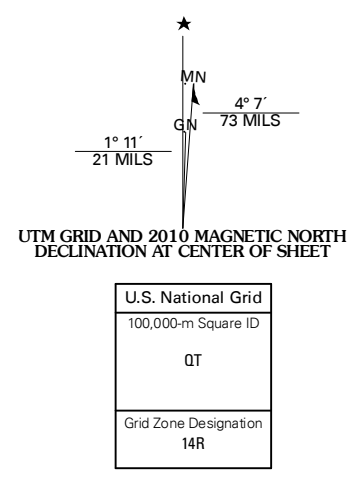 ★
MN
4° 7´
73 MILS
GN
1° 11´
21 MILS
UTM GRID AND 2010 MAGNETIC NORTH
DECLINATION AT CENTER OF SHEET
U.S. National Grid
100,000-m Square ID
QT
Grid Zone Designation
14R